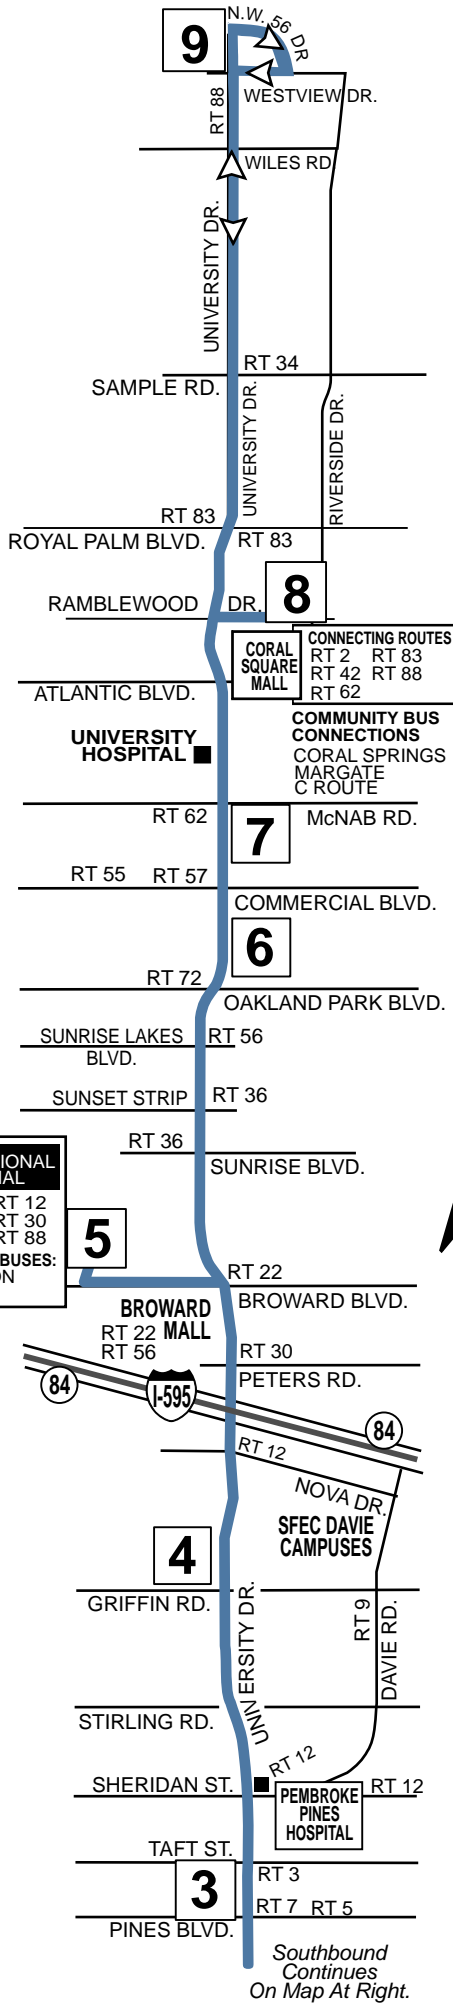 9
N.W. 56 DR
RT 88
WESTVIEW DR.
WILES RD
UNIVERSITY DR.
RT 34
SAMPLE RD.
UNIVERSITY DR.
RIVERSIDE DR.
RT 83
ROYAL PALM BLVD.
RT 83
RAMBLEWOOD DR.
8
CORAL
SQUARE
MALL
CONNECTING ROUTES
RT 2 RT 83
RT 42 RT 88
RT 62
ATLANTIC BLVD.
COMMUNITY BUS
CONNECTIONS
CORAL SPRINGS
MARGATE
C ROUTE
UNIVERSITY
HOSPITAL
RT 62
7
McNAB RD.
RT 55 RT 57
COMMERCIAL BLVD.
6
RT 72
OAKLAND PARK BLVD.
SUNRISE LAKES
BLVD.
RT 56
SUNSET STRIP
RT 36
RT 36
SUNRISE BLVD.
IONAL
AL
RT 12
RT 30
RT 88
BUSES:
ON
5
RT 22
BROWARD BLVD.
BROWARD
MALL
RT 22
RT 56
RT 30
PETERS RD.
84
I-595
84
RT 12
NOVA DR.
SFEC DAVIE
CAMPUSES
4
GRIFFIN RD.
UNIVERSITY DR.
RT 9
DAVIE RD.
STIRLING RD.
RT 12
SHERIDAN ST.
RT 12
PEMBROKE
PINES
HOSPITAL
TAFT ST.
RT 3
3
RT 7 RT 5
PINES BLVD.
Southbound
Continues
On Map At Right.